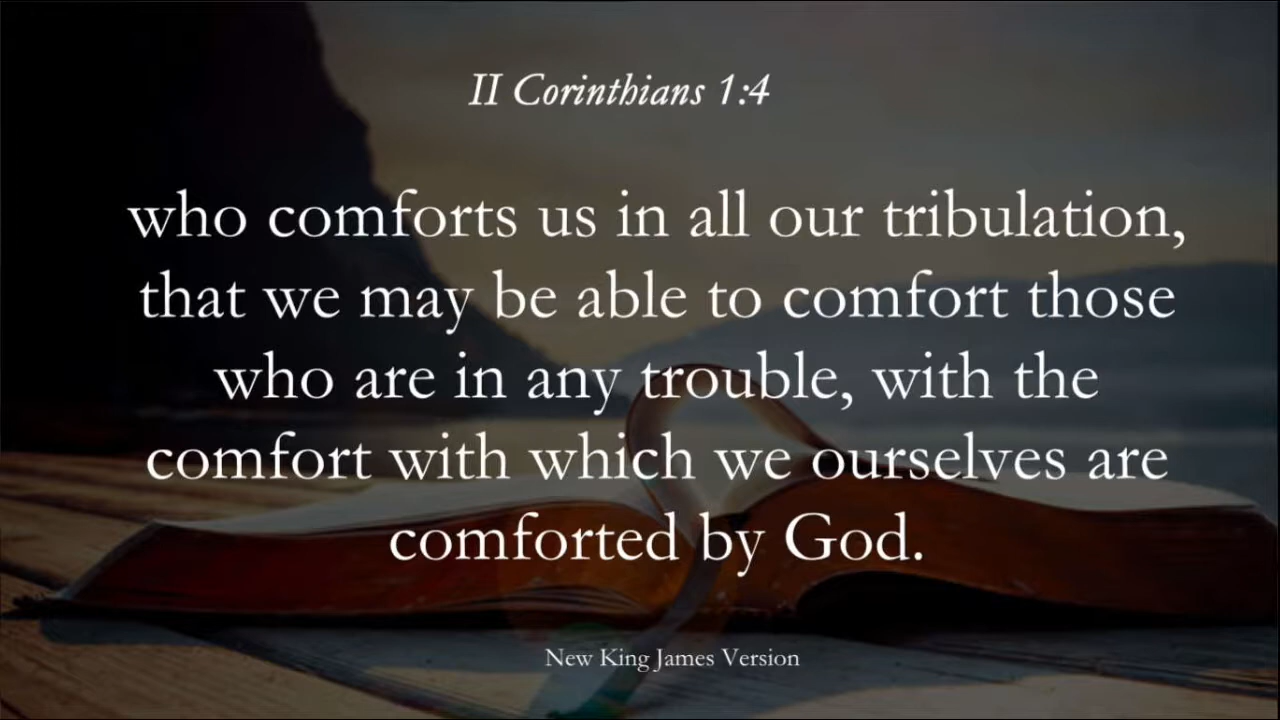 II Corinthians 1:4
who comforts us in all our tribulation,
that we may be able to comfort those
who are in any trouble, with the
comfort with which we ourselves are
comforted by God.
New King James Version